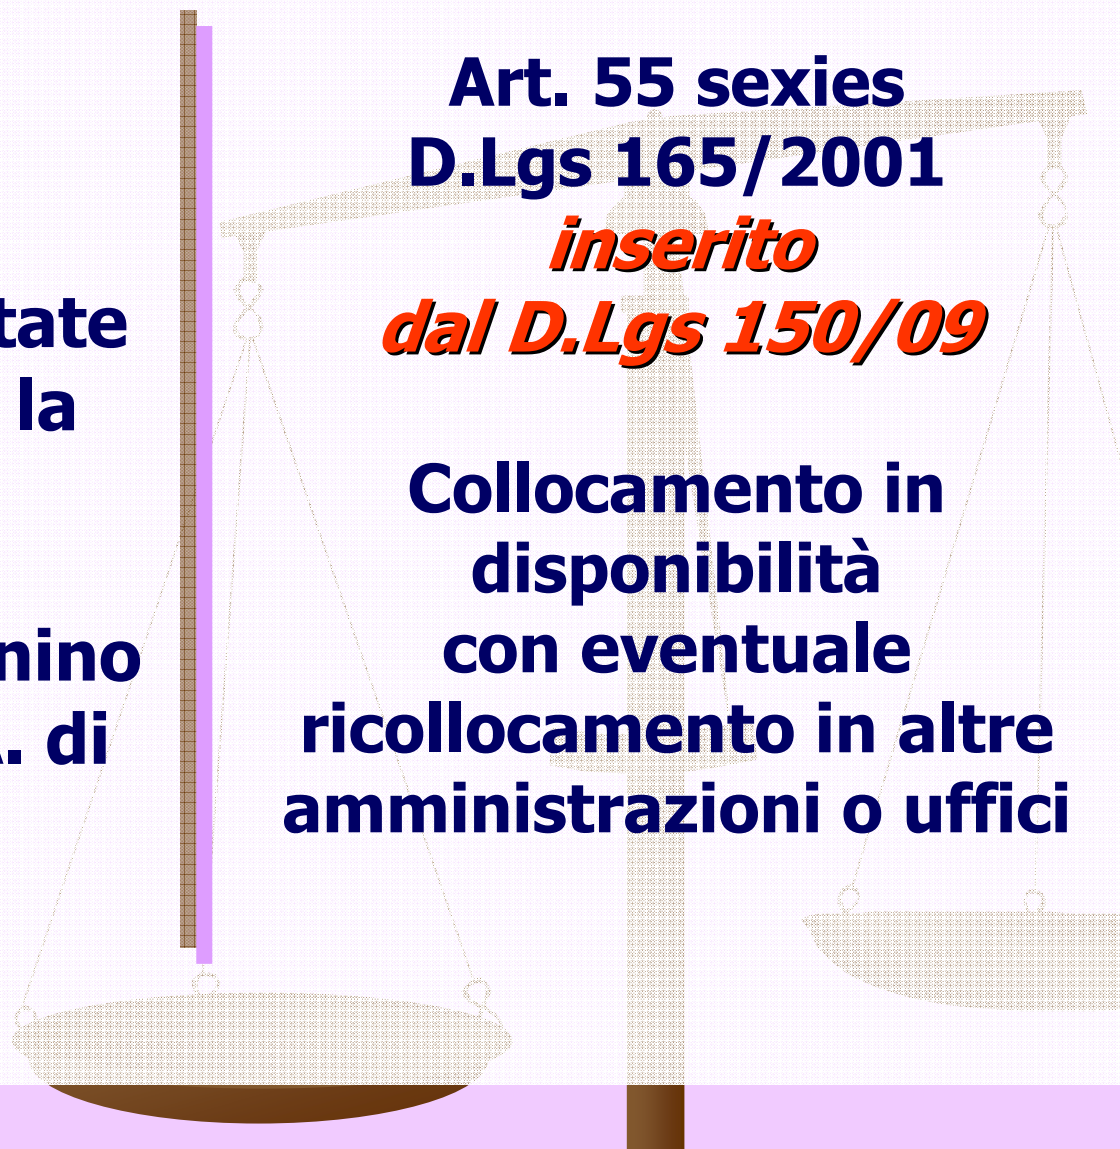 tate
la
nino
. di
Art. 55 sexies
D.Lgs 165/2001
inserito
dal D.Lgs 150/09
Collocamento in
disponibilità
con eventuale
ricollocamento in altre
amministrazioni o uffici